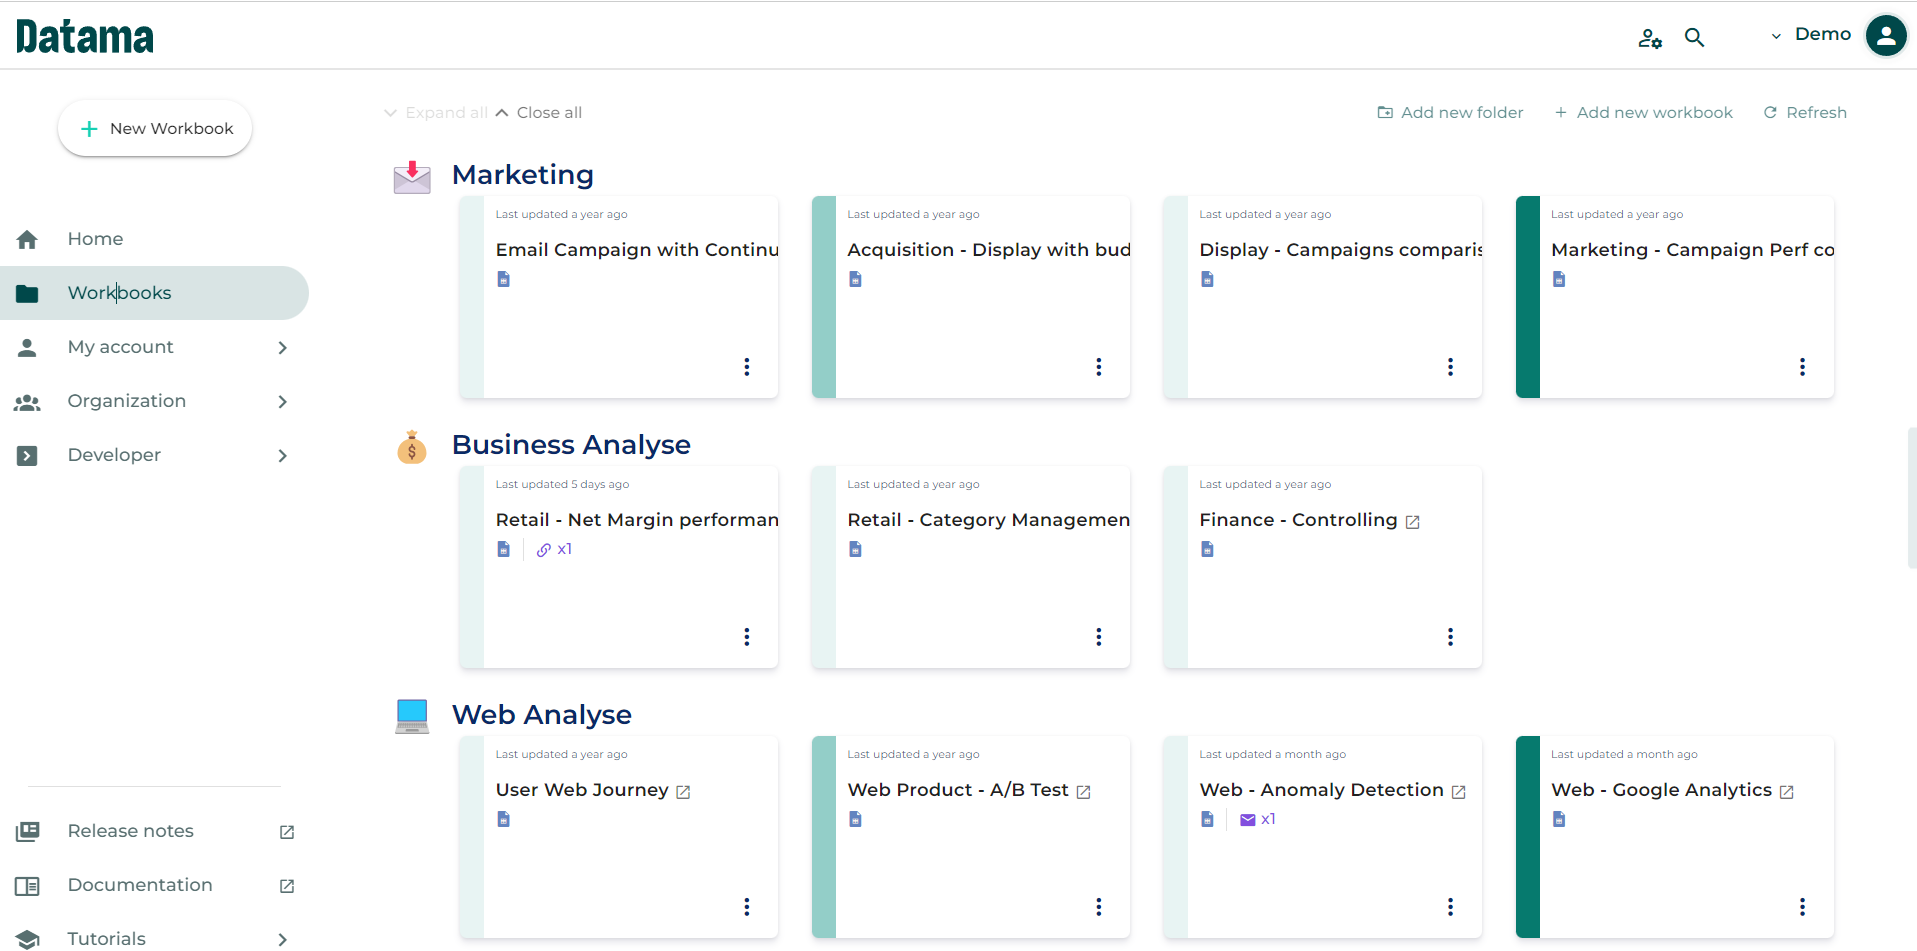 Datama
Demo
New Workbook
Expand all
Close all
Add new folder
Add new workbook
Refresh
Home
Workbooks
My account
Organization
Developer
Release notes
Documentation
Tutorials
Marketing
Last updated a year ago
Email Campaign with Continu
Last updated a year ago
Acquisition - Display with bud
Last updated a year ago
Display - Campaigns comparis
Last updated a year ago
Marketing - Campaign Perf co
Business Analyse
Last updated 5 days ago
Retail - Net Margin performan
x1
Last updated a year ago
Retail - Category Managemen
Last updated a year ago
Finance - Controlling
Web Analyse
Last updated a year ago
User Web Journey
Last updated a year ago
Web Product - A/B Test
Last updated a month ago
Web - Anomaly Detection
x1
Last updated a month ago
Web - Google Analytics